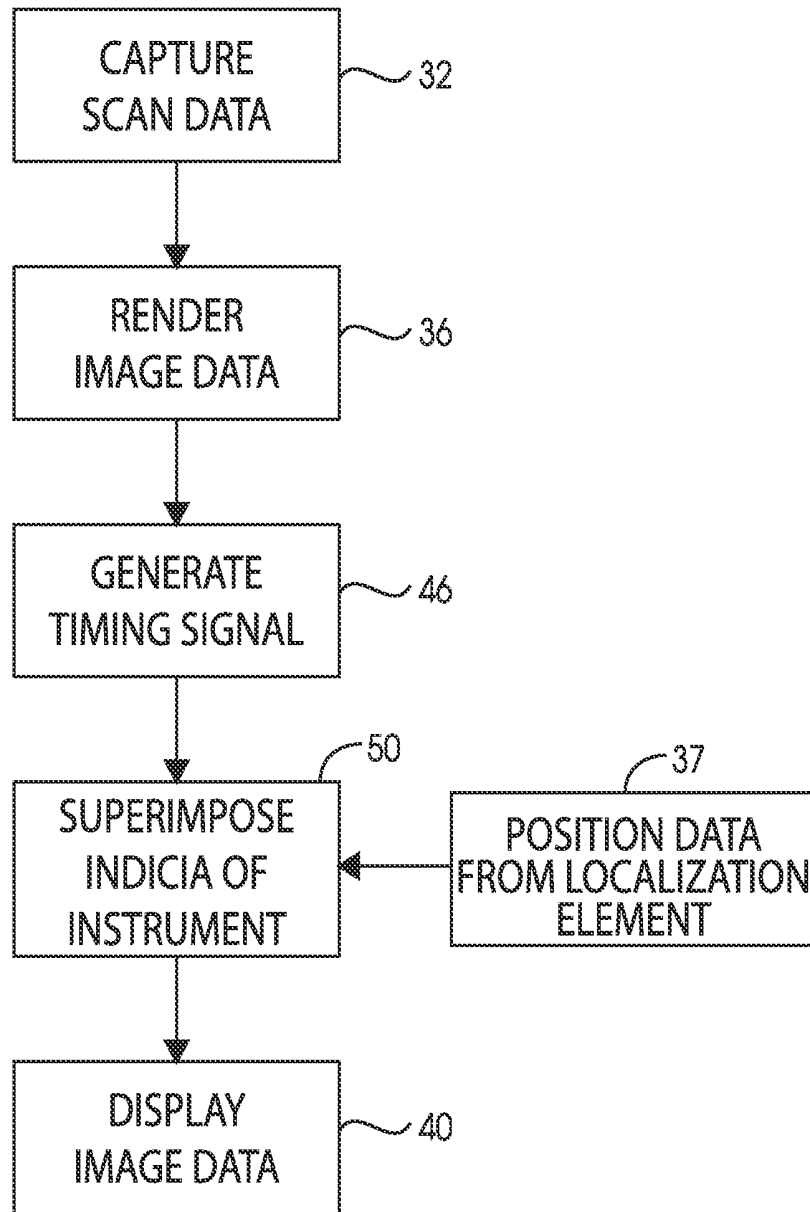 CAPTURE
SCAN DATA
32
RENDER
IMAGE DATA
36
GENERATE
TIMING SIGNAL
46
50
SUPERIMPOSE
INDICIA OF
INSTRUMENT
37
POSITION DATA
FROM LOCALIZATION
ELEMENT
DISPLAY
IMAGE DATA
40